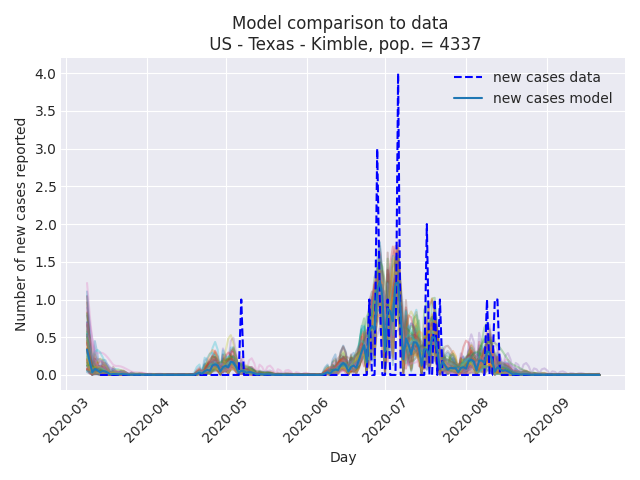 Model comparison to data
US - Texas - Kimble, pop. = 4337
new cases data
new cases model
Number of new cases reported
4.0
3.5
3.0
2.5
2.0
1.5
1.0
0.5
0.0
2020-03
2020-04
2020-05
2020-06
2020-07
2020-08
2020-09
Day